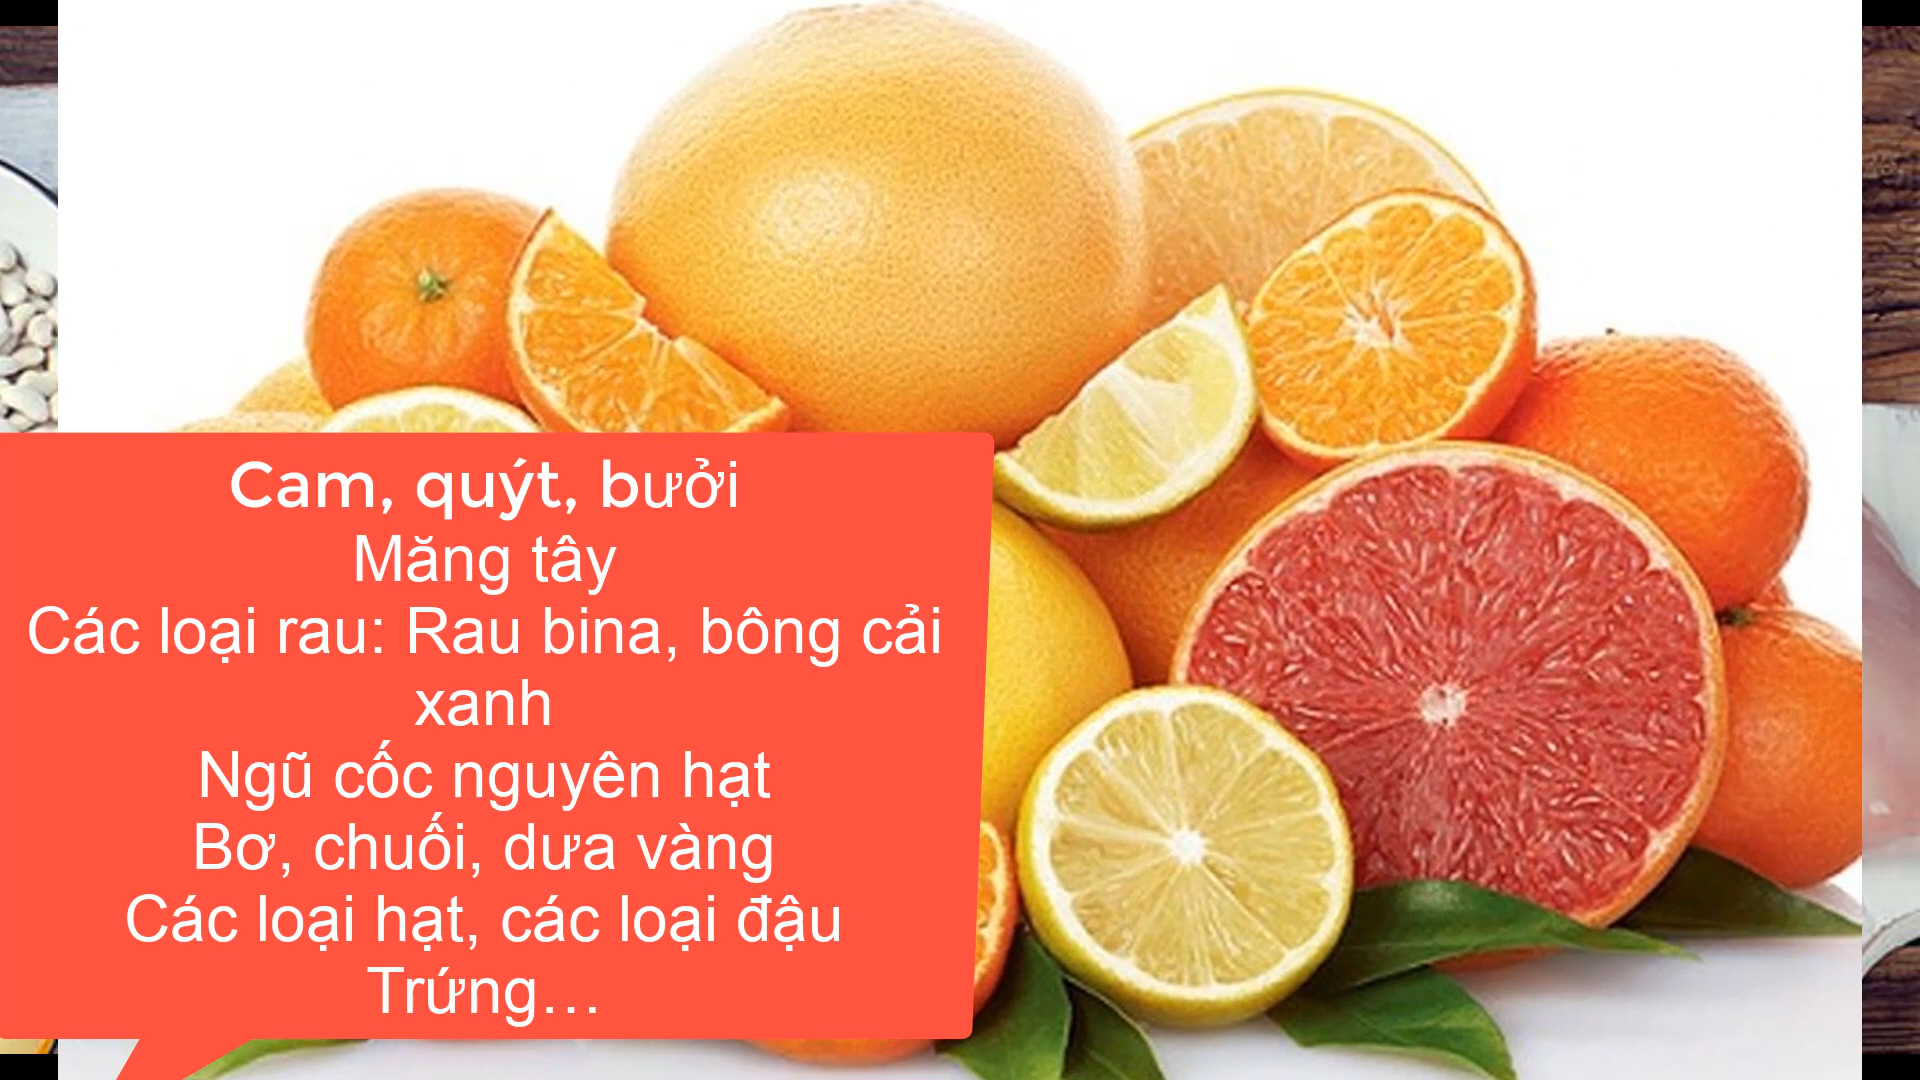 Cam, quýt, bưởi
Măng tây
Các loại rau: Rau bina, bông cải
xanh
Ngũ cốc nguyên hạt
Bơ, chuối, dưa vàng
Các loại hạt, các loại đậu
Trứng…